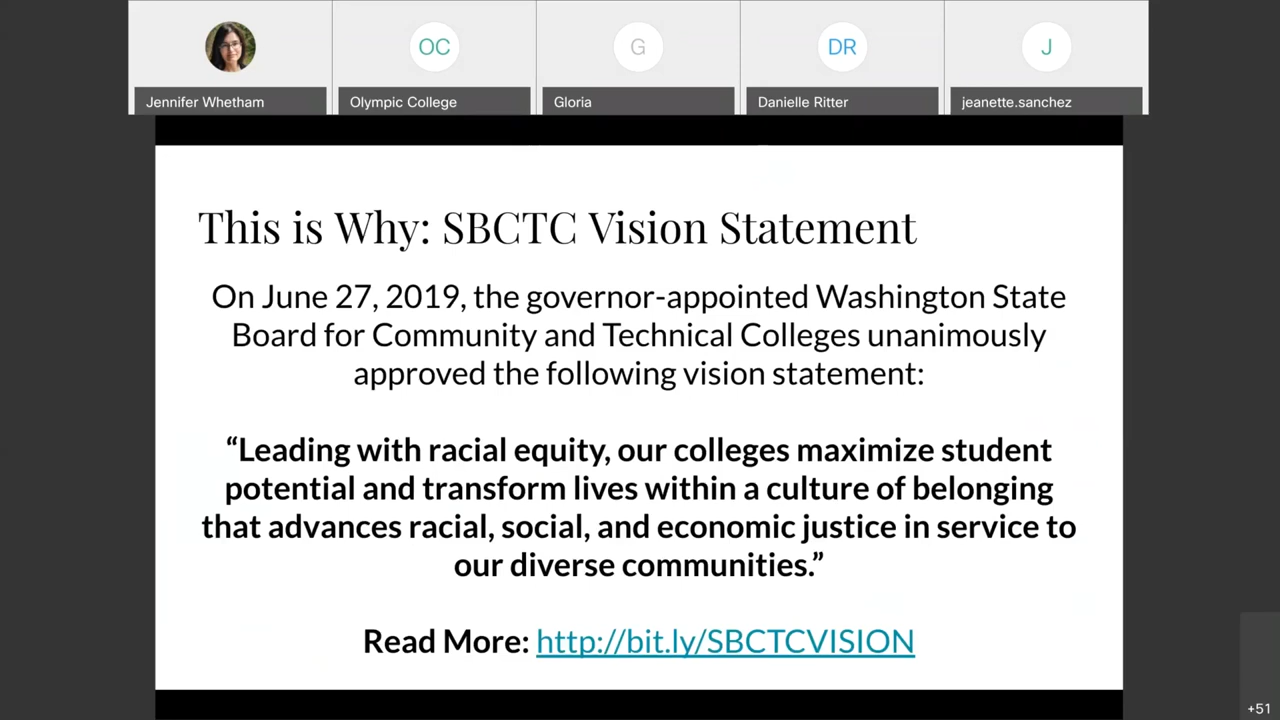 OC
G
DR
J
Jennifer Whetham
Olympic College
Gloria
Danielle Ritter
jeanette.sanchez
This is Why: SBCTC Vision Statement
On June 27, 2019, the governor-appointed Washington State
Board for Community and Technical Colleges unanimously
approved the following vision statement:
“Leading with racial equity, our colleges maximize student
potential and transform lives within a culture of belonging
that advances racial, social, and economic justice in service to
our diverse communities.”
Read More: http://bit.ly/SBCTCVISION
+51